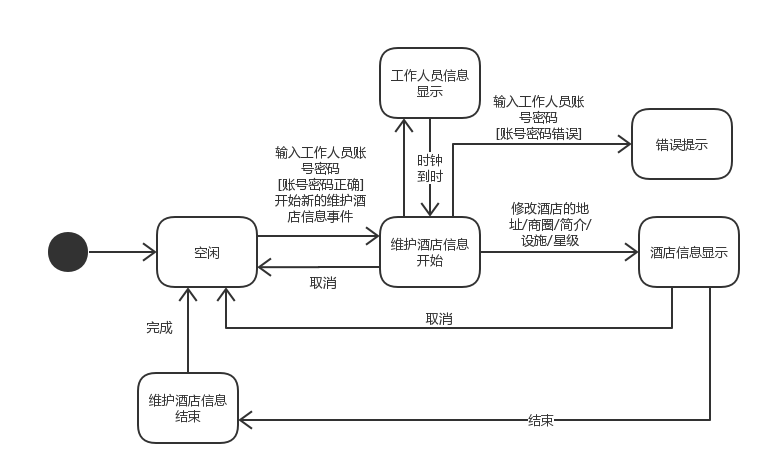 工作人员信息
显示
输入工作人员账
号密码
[账号密码错误]
错误提示
输入工作人员账
号密码
[账号密码正确]
开始新的维护酒
店信息事件
时钟
到时
修改酒店的地
址/商圈/简介/
设施/星级
空闲
维护酒店信息
开始
酒店信息显示
取消
取消
完成
维护酒店信息
结束
结束